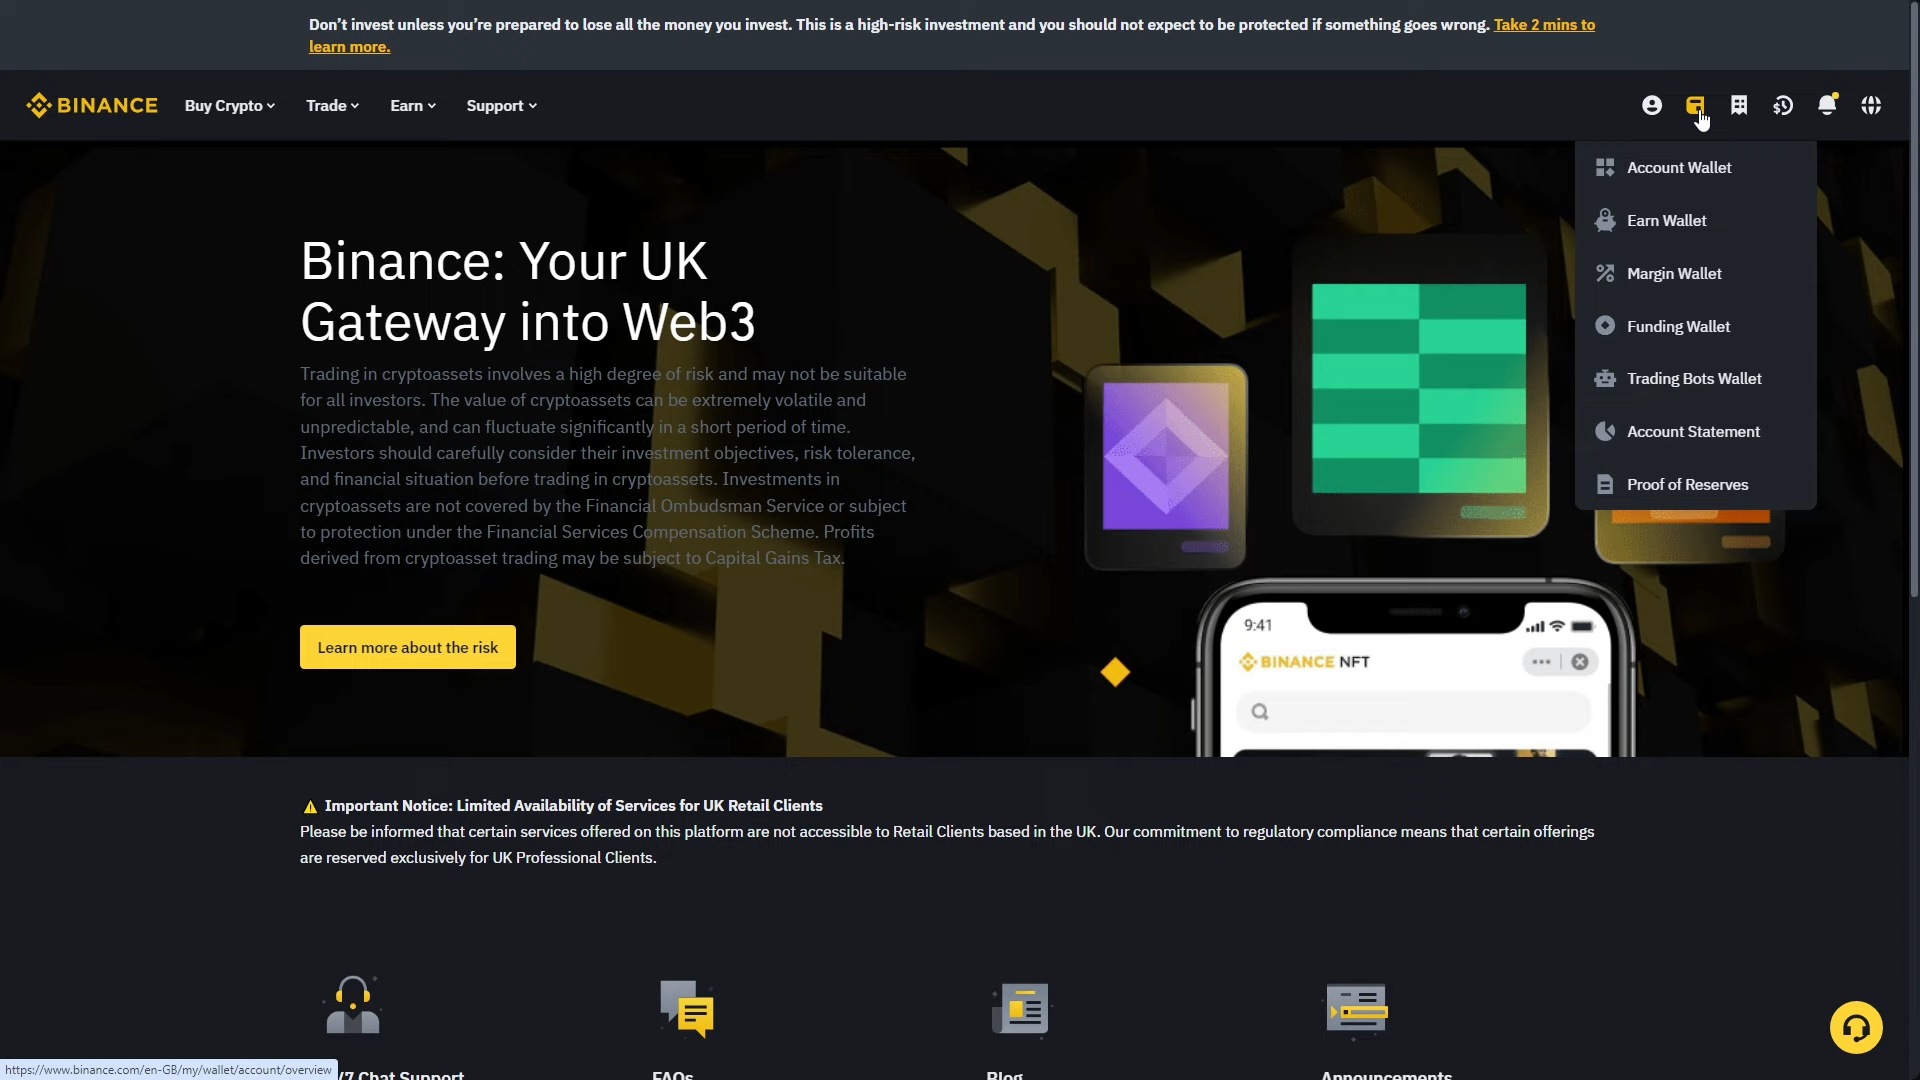 Don’t invest unless you’re prepared to lose all the money you invest. This is a high-risk investment and you should not expect to be protected if something goes wrong. Take 2 mins to
learn more.
BINANCE Buy Crypto Trade Earn Support
Account Wallet
Earn Wallet
Margin Wallet
Funding Wallet
Trading Bots Wallet
Account Statement
Proof of Reserves
Binance: Your UK
Gateway into Web3
Trading in cryptoassets involves a high degree of risk and may not be suitable
for all investors. The value of cryptoassets can be extremely volatile and
unpredictable, and can fluctuate significantly in a short period of time.
Investors should carefully consider their investment objectives, risk tolerance,
and financial situation before trading in cryptoassets. Investments in
cryptoassets are not covered by the Financial Ombudsman Service or subject
to protection under the Financial Services Compensation Scheme. Profits
derived from cryptoasset trading may be subject to Capital Gains Tax.
Learn more about the risk
9:41
BINANCE NFT
Important Notice: Limited Availability of Services for UK Retail Clients
Please be informed that certain services offered on this platform are not accessible to Retail Clients based in the UK. Our commitment to regulatory compliance means that certain offerings
are reserved exclusively for UK Professional Clients.
/7 Chat Support FAQs Blog Announcements
https://www.binance.com/en-GB/my/wallet/account/overview